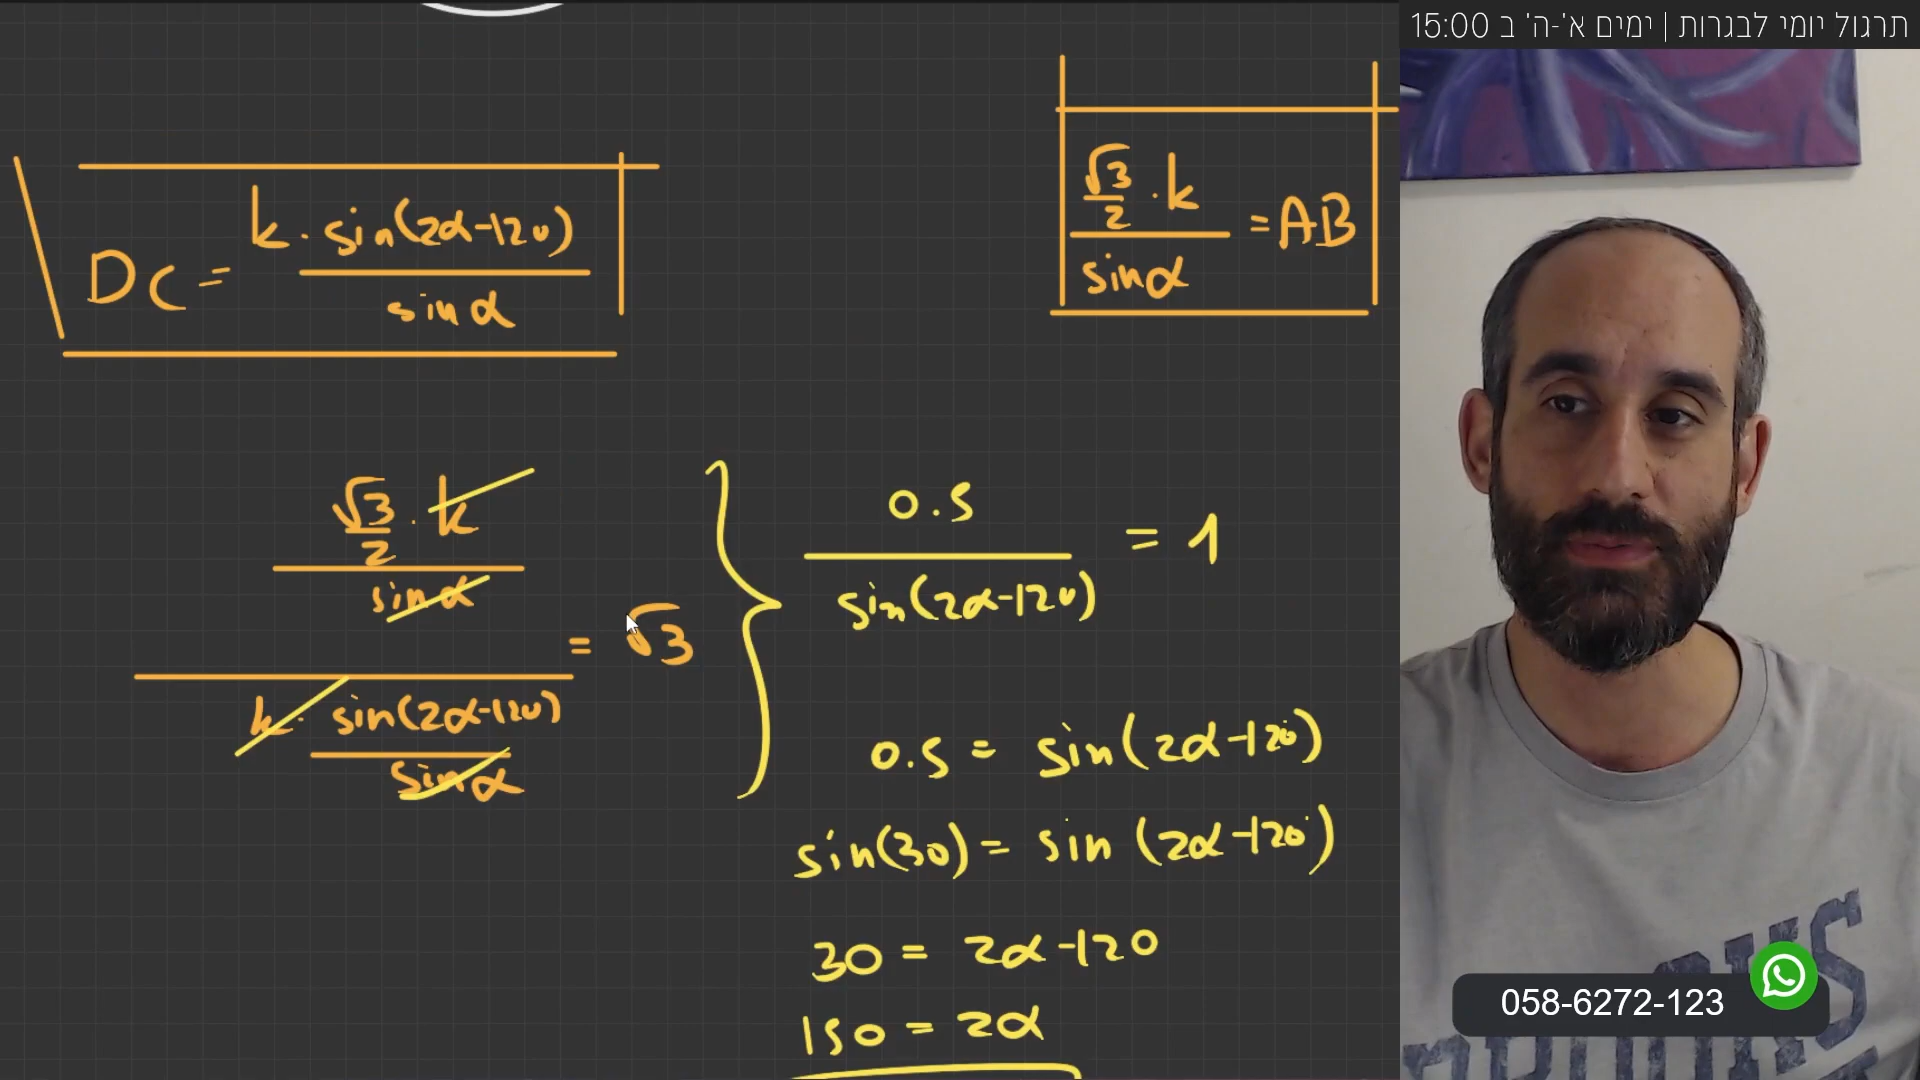 תרגול יומי לבגרות | ימים א'-ה' ב 15:00
DC = k · sin(2α-120) / sin α
√3/2 · k / sin α = AB
√3/2 · k / sin α
= √3
k · sin(2α-120) / sin α
0.5 / sin(2α-120) = 1
0.5 = sin(2α-120)
sin(30) = sin(2α-120)
30 = 2α-120
150 = 2α
058-6272-123